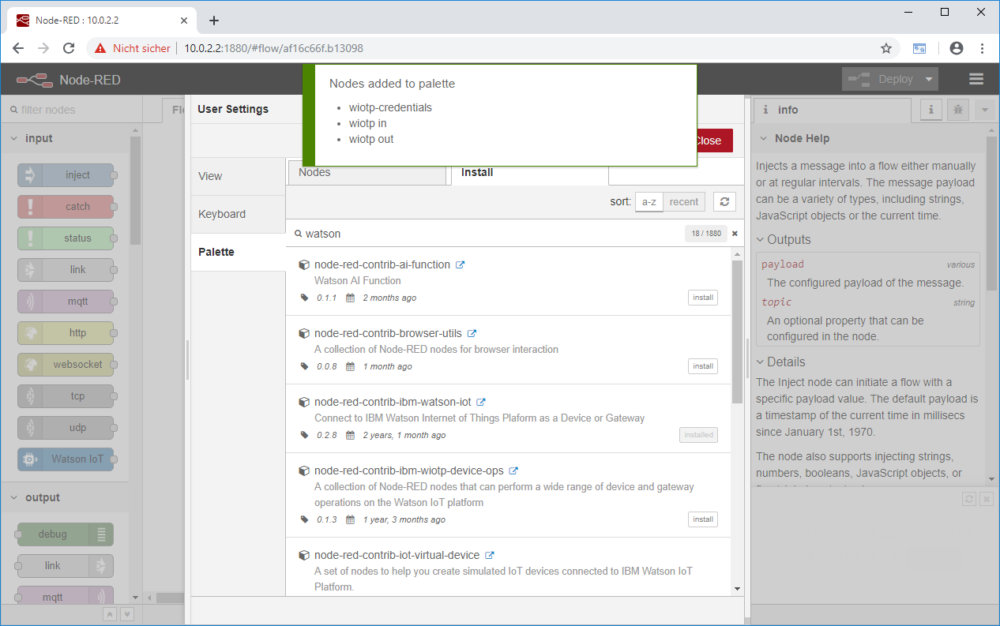 Node-RED : 10.0.2.2
Nicht sicher
10.0.2.2:1880/#flow/af16c66f.b13098
Node-RED
Deploy
Nodes added to palette
wiotp-credentials
wiotp in
wiotp out
filter nodes
input
inject
catch
status
link
mqtt
http
websocket
tcp
udp
Watson IoT
output
debug
link
mqtt
User Settings
Close
View
Keyboard
Palette
Nodes
Install
sort: a-z recent
watson
18 / 1880
node-red-contrib-ai-function
Watson AI Function
0.1.1 2 months ago
install
node-red-contrib-browser-utils
A collection of Node-RED nodes for browser interaction
0.0.8 1 month ago
install
node-red-contrib-ibm-watson-iot
Connect to IBM Watson Internet of Things Plaform as a Device or Gateway
0.2.8 2 years, 1 month ago
installed
node-red-contrib-ibm-wiotp-device-ops
A collection of Node-RED nodes that can perform a wide range of device and gateway
operations on the Watson IoT platform
0.1.3 1 year, 3 months ago
install
node-red-contrib-iot-virtual-device
A set of nodes to help you create simulated IoT devices connected to IBM Watson IoT
Platform.
info
Node Help
Injects a message into a flow either manually
or at regular intervals. The message payload
can be a variety of types, including strings,
JavaScript objects or the current time.
Outputs
payload various
The configured payload of the message.
topic string
An optional property that can be
configured in the node.
Details
The Inject node can initiate a flow with a
specific payload value. The default payload is
a timestamp of the current time in millisecs
since January 1st, 1970.
The node also supports injecting strings,
numbers, booleans, JavaScript objects, or